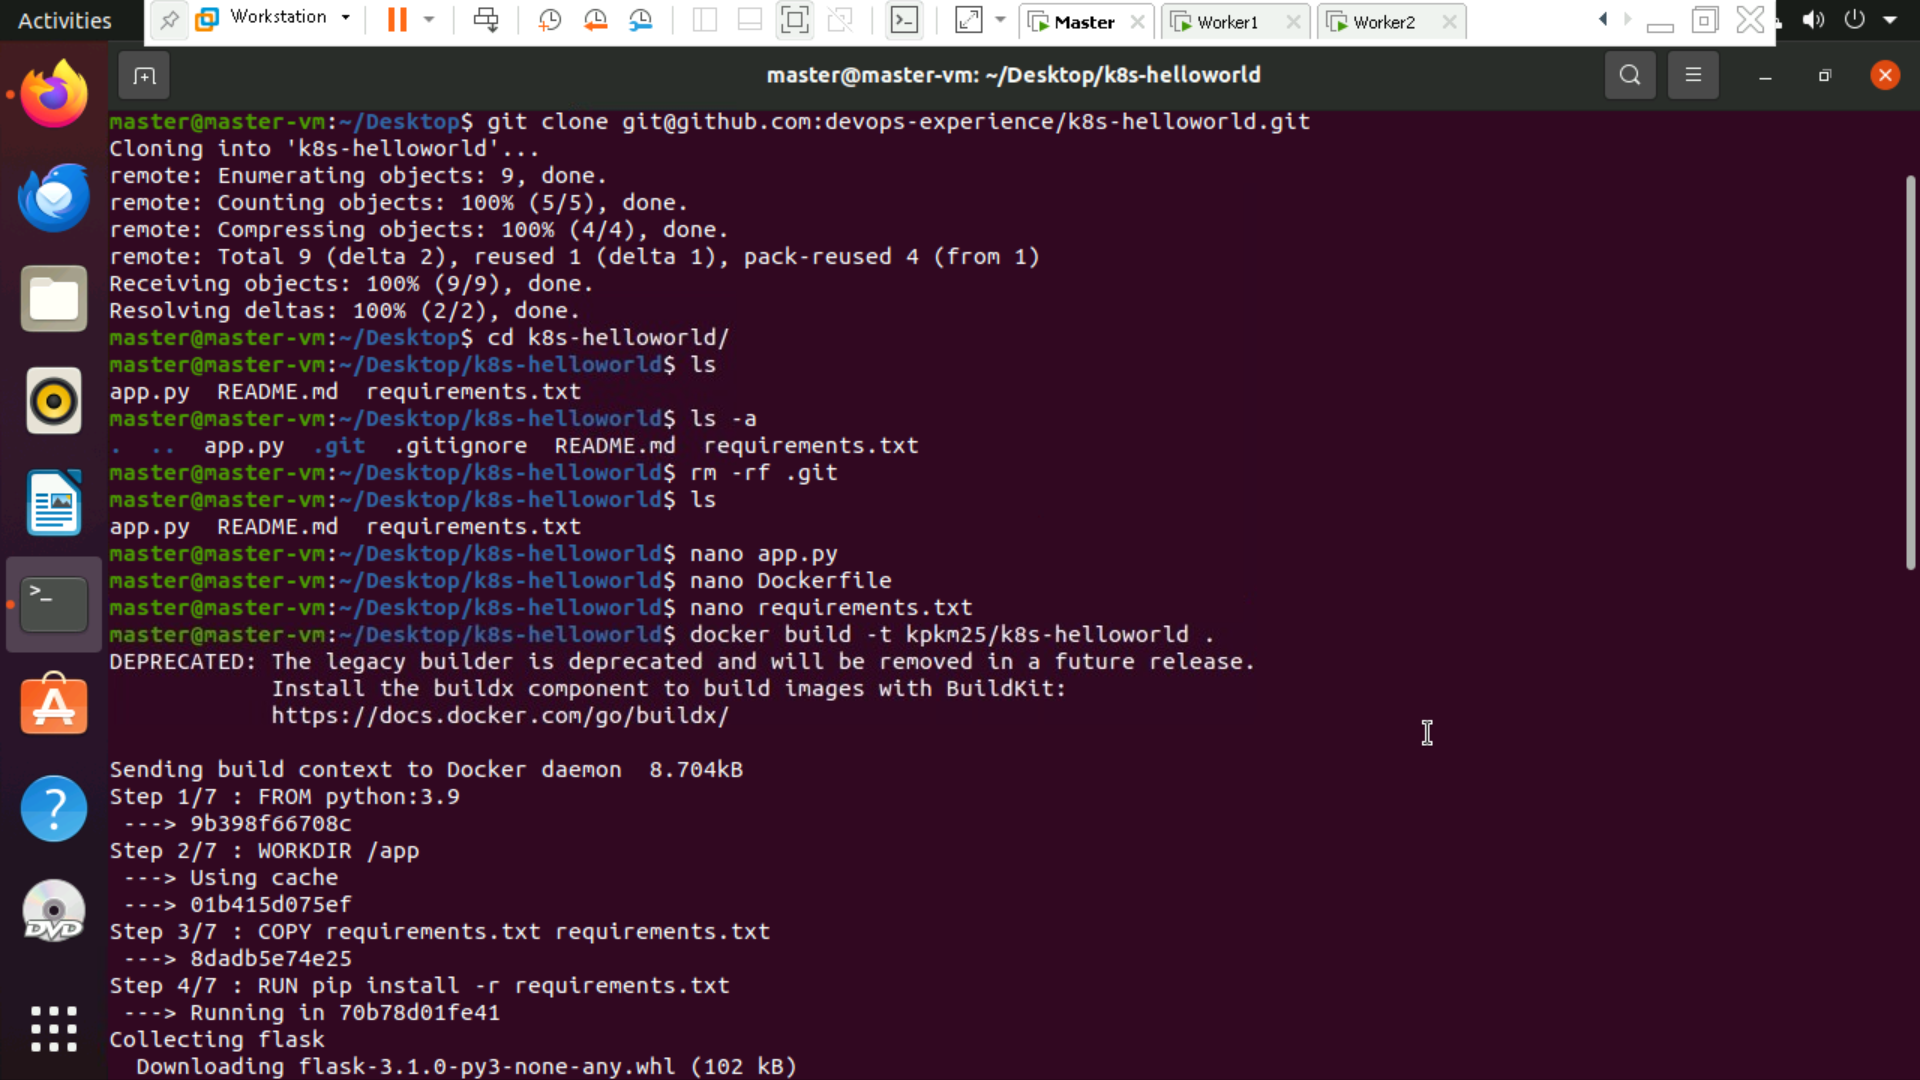 Activities
Workstation
Master
Worker1
Worker2
master@master-vm: ~/Desktop/k8s-helloworld
master@master-vm:~/Desktop$ git clone git@github.com:devops-experience/k8s-helloworld.git
Cloning into 'k8s-helloworld'...
remote: Enumerating objects: 9, done.
remote: Counting objects: 100% (5/5), done.
remote: Compressing objects: 100% (4/4), done.
remote: Total 9 (delta 2), reused 1 (delta 1), pack-reused 4 (from 1)
Receiving objects: 100% (9/9), done.
Resolving deltas: 100% (2/2), done.
master@master-vm:~/Desktop$ cd k8s-helloworld/
master@master-vm:~/Desktop/k8s-helloworld$ ls
app.py  README.md  requirements.txt
master@master-vm:~/Desktop/k8s-helloworld$ ls -a
.  ..  app.py  .git  .gitignore  README.md  requirements.txt
master@master-vm:~/Desktop/k8s-helloworld$ rm -rf .git
master@master-vm:~/Desktop/k8s-helloworld$ ls
app.py  README.md  requirements.txt
master@master-vm:~/Desktop/k8s-helloworld$ nano app.py
master@master-vm:~/Desktop/k8s-helloworld$ nano Dockerfile
master@master-vm:~/Desktop/k8s-helloworld$ nano requirements.txt
master@master-vm:~/Desktop/k8s-helloworld$ docker build -t kpkm25/k8s-helloworld .
DEPRECATED: The legacy builder is deprecated and will be removed in a future release.
            Install the buildx component to build images with BuildKit:
            https://docs.docker.com/go/buildx/
Sending build context to Docker daemon  8.704kB
Step 1/7 : FROM python:3.9
 ---> 9b398f66708c
Step 2/7 : WORKDIR /app
 ---> Using cache
 ---> 01b415d075ef
Step 3/7 : COPY requirements.txt requirements.txt
 ---> 8dadb5e74e25
Step 4/7 : RUN pip install -r requirements.txt
 ---> Running in 70b78d01fe41
Collecting flask
  Downloading flask-3.1.0-py3-none-any.whl (102 kB)
DVD